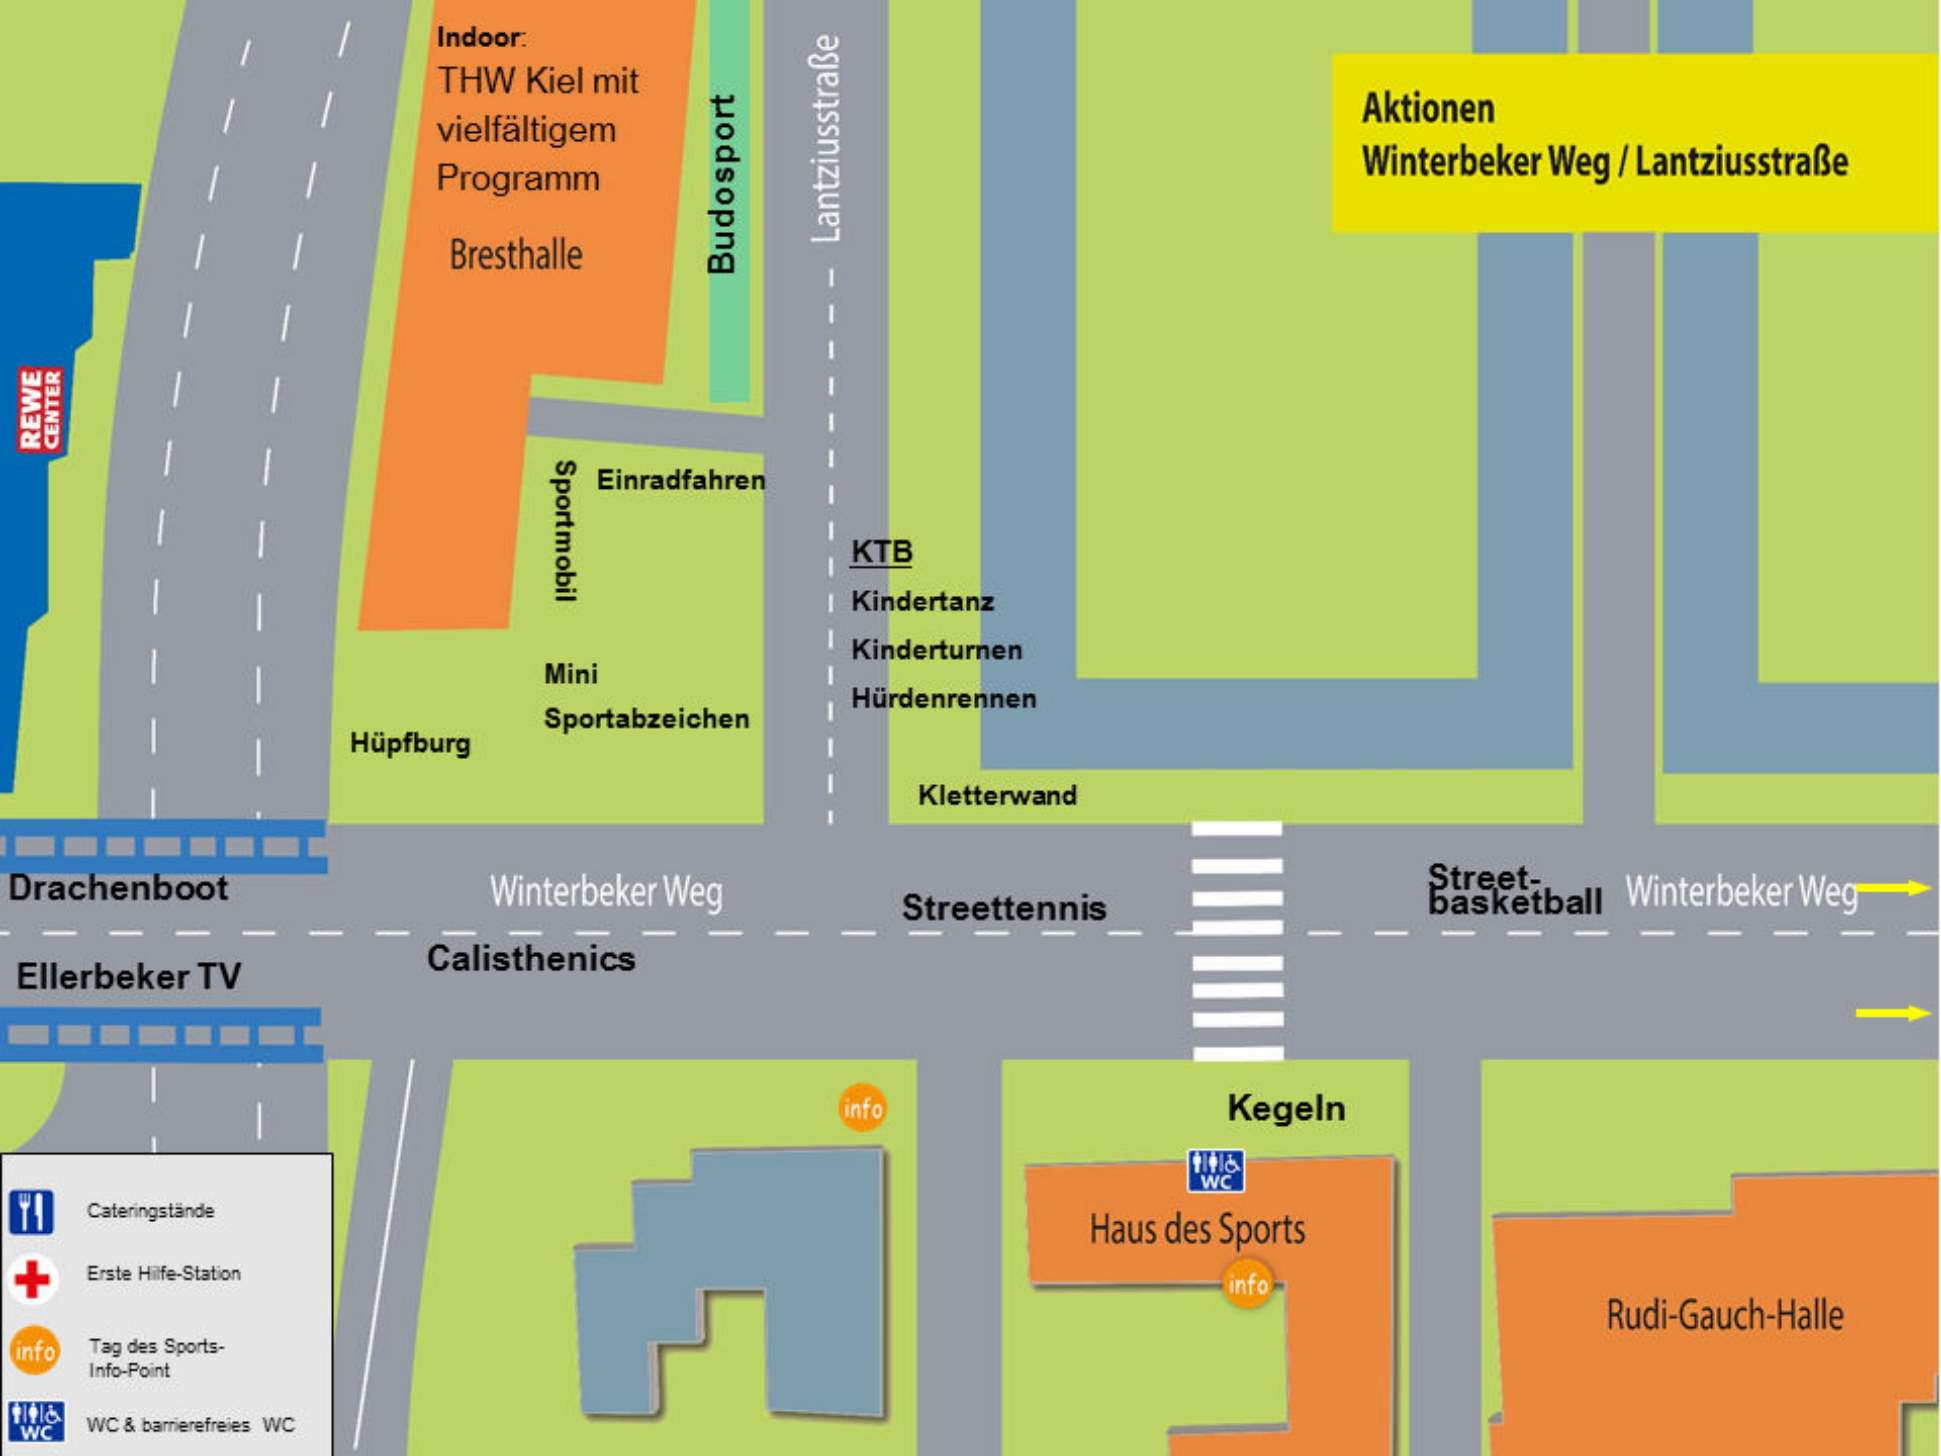 Indoor:
THW Kiel mit
vielfältigem
Programm
Bresthalle
Budosport
Lantziusstraße
Aktionen
Winterbeker Weg / Lantziusstraße
REWE
CENTER
Sportmobil
Einradfahren
KTB
Kindertanz
Kinderturnen
Hürdenrennen
Mini
Sportabzeichen
Hüpfburg
Kletterwand
Drachenboot
Winterbeker Weg
Streettennis
Street-
basketball
Winterbeker Weg
Calisthenics
Ellerbeker TV
info
Kegeln
WC
Haus des Sports
info
Rudi-Gauch-Halle
Cateringstände
Erste Hilfe-Station
info
Tag des Sports-
Info-Point
WC
WC & barrierefreies WC